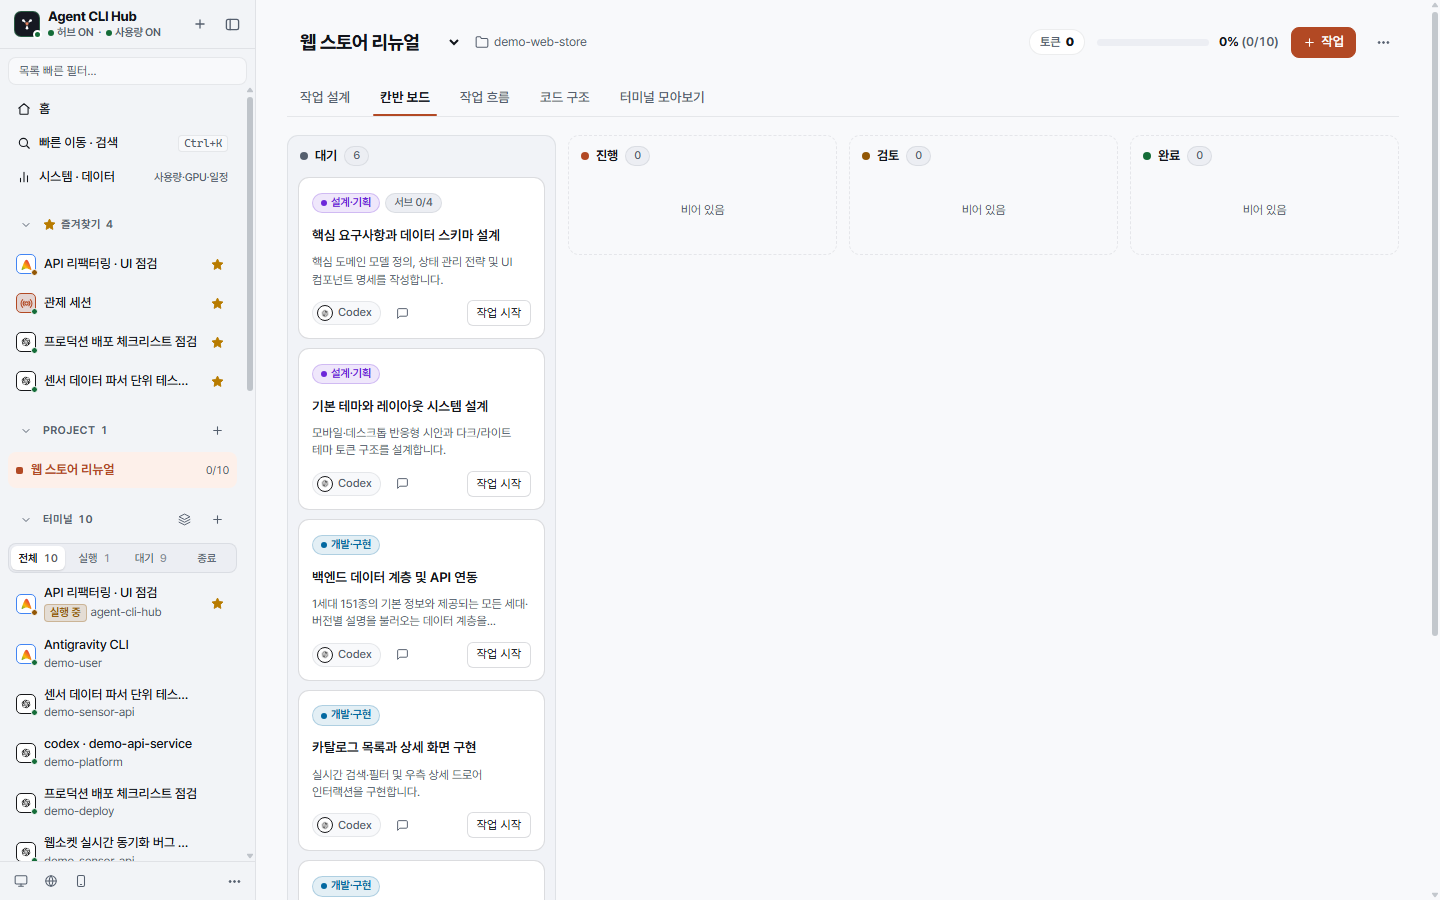 Agent CLI Hub
허브 ON · 사용량 ON
목록 빠른 필터...
홈
빠른 이동 · 검색 Ctrl+K
시스템 · 데이터 사용량·GPU·일정
즐겨찾기 4
API 리팩터링 · UI 점검
관제 세션
프로덕션 배포 체크리스트 점검
센서 데이터 파서 단위 테스...
PROJECT 1
웹 스토어 리뉴얼 0/10
터미널 10
전체 10 실행 1 대기 9 종료
API 리팩터링 · UI 점검
실행 중 agent-cli-hub
Antigravity CLI
demo-user
센서 데이터 파서 단위 테스...
demo-sensor-api
codex · demo-api-service
demo-platform
프로덕션 배포 체크리스트 점검
demo-deploy
웹소켓 실시간 동기화 버그 ...
demo-sensor-api
웹 스토어 리뉴얼 demo-web-store 토큰 0 0% (0/10) + 작업
작업 설계 칸반 보드 작업 흐름 코드 구조 터미널 모아보기
대기 6
설계·기획 서브 0/4
핵심 요구사항과 데이터 스키마 설계
핵심 도메인 모델 정의, 상태 관리 전략 및 UI
컴포넌트 명세를 작성합니다.
Codex 작업 시작
설계·기획
기본 테마와 레이아웃 시스템 설계
모바일·데스크톱 반응형 시안과 다크/라이트
테마 토큰 구조를 설계합니다.
Codex 작업 시작
개발·구현
백엔드 데이터 계층 및 API 연동
1세대 151종의 기본 정보와 제공되는 모든 세대·
버전별 설명을 불러오는 데이터 계층을...
Codex 작업 시작
개발·구현
카탈로그 목록과 상세 화면 구현
실시간 검색·필터 및 우측 상세 드로어
인터랙션을 구현합니다.
Codex 작업 시작
개발·구현
진행 0
비어 있음
검토 0
비어 있음
완료 0
비어 있음